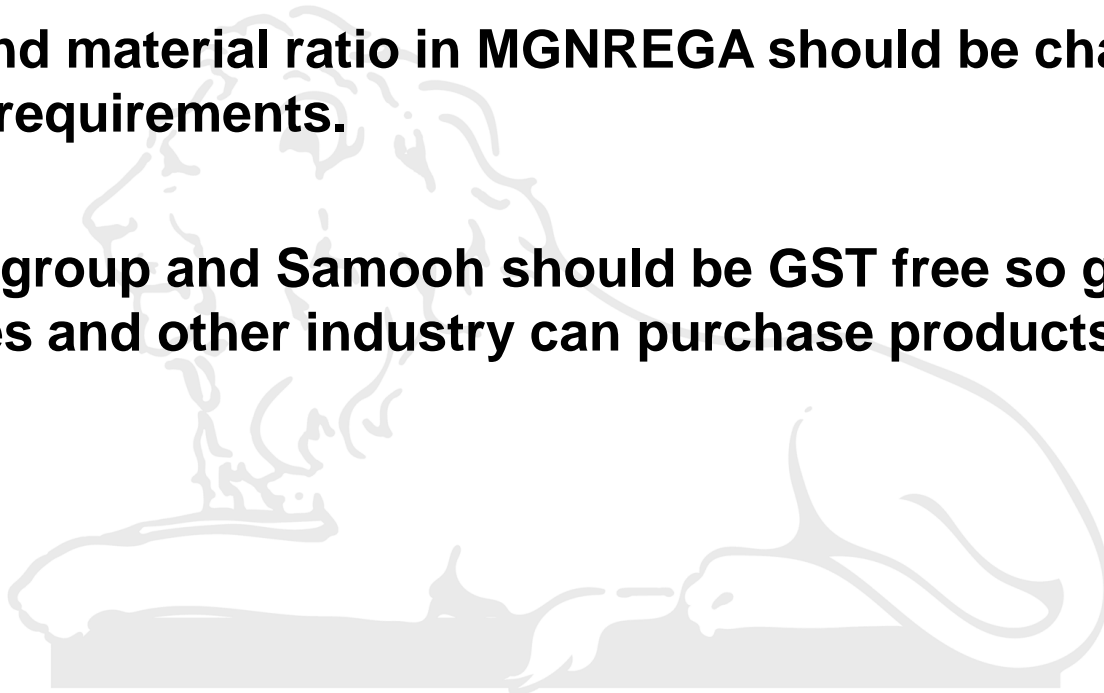 nd material ratio in MGNREGA should be cha
requirements.
group and Samooh should be GST free so g
es and other industry can purchase products